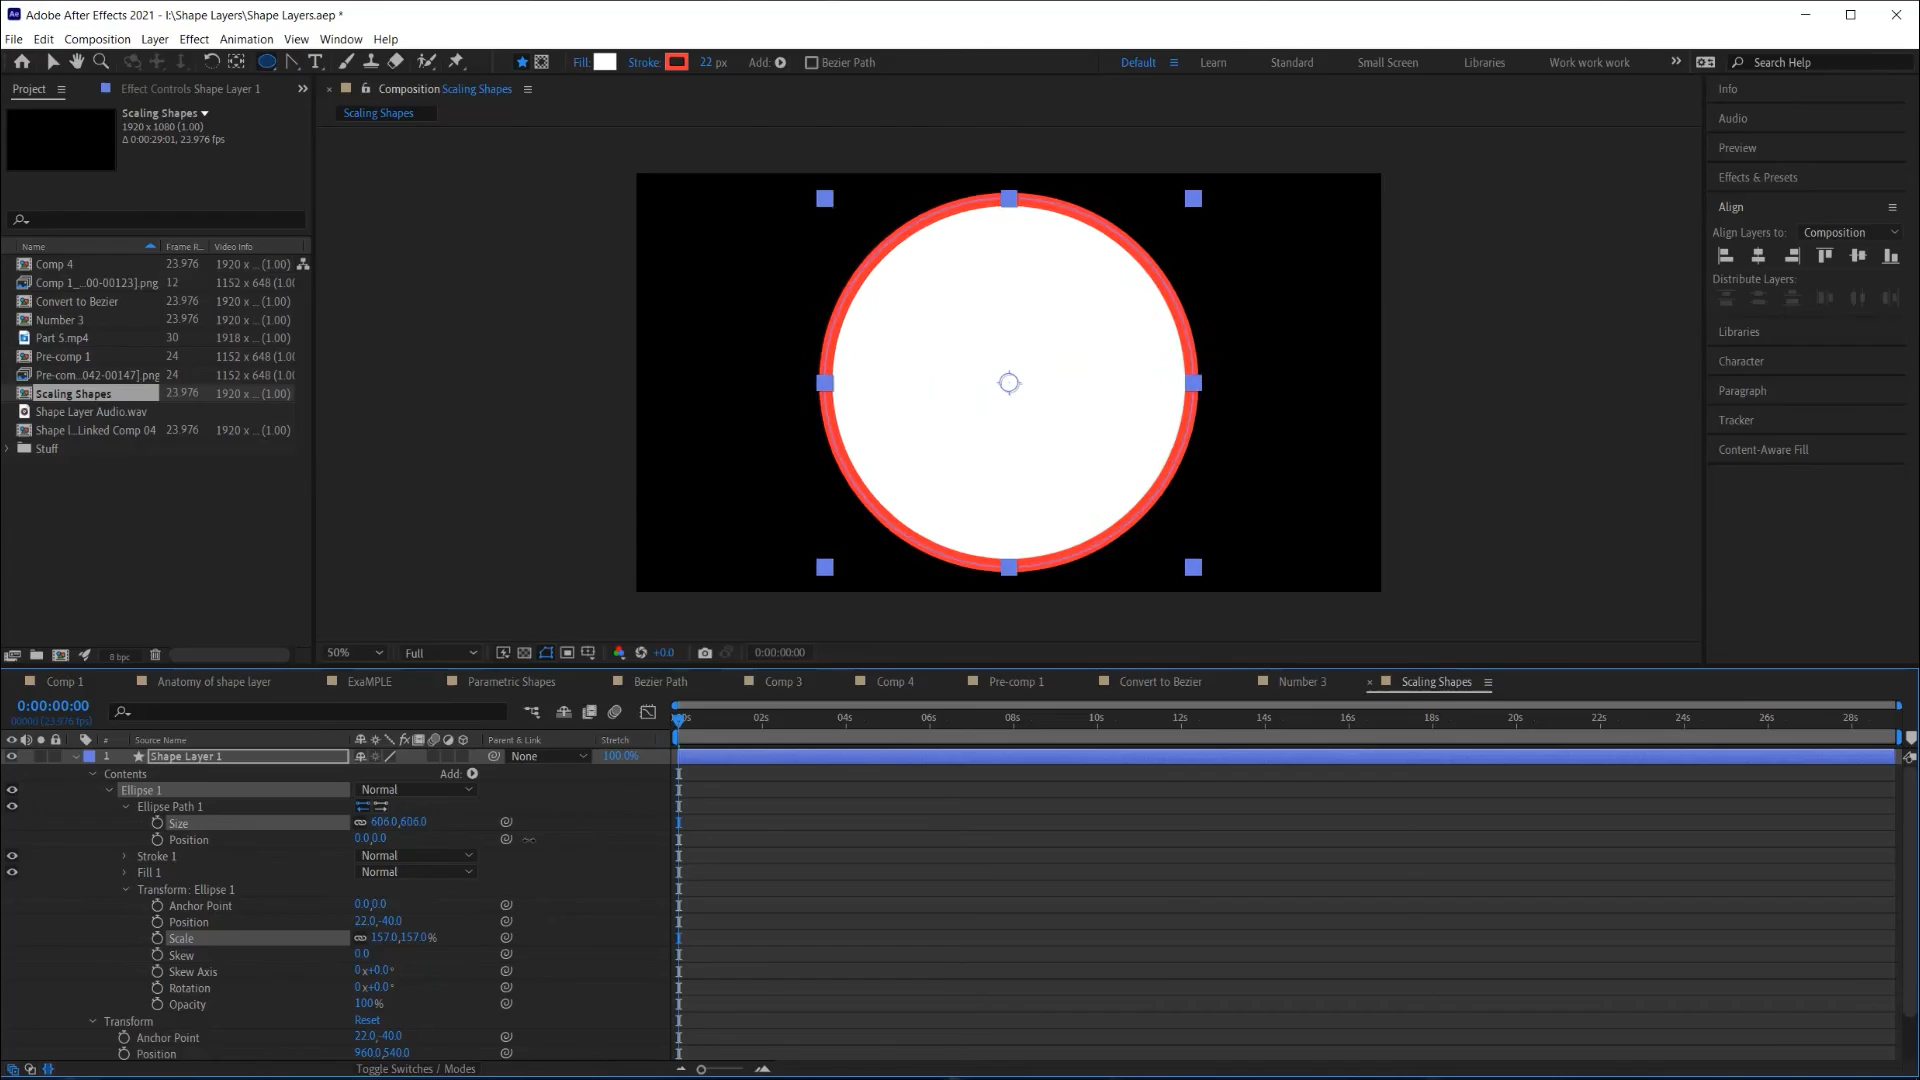 Ae Adobe After Effects 2021 - I:\Shape Layers\Shape Layers.aep *
File Edit Composition Layer Effect Animation View Window Help
Fill: Stroke: 22 px Add: Bezier Path Default Learn Standard Small Screen Libraries Work work work Search Help
Project Effect Controls Shape Layer 1 Composition Scaling Shapes
Scaling Shapes
1920 x 1080 (1.00)
Δ 0:00:29:01, 23.976 fps
Scaling Shapes
Name Frame R... Video Info
Comp 4 23.976 1920 x ... (1.00)
Comp 1_...00-00123].png 12 1152 x 648 (1.0(
Convert to Bezier 23.976 1920 x ... (1.00)
Number 3 23.976 1920 x ... (1.00)
Part 5.mp4 30 1918 x ... (1.00)
Pre-comp 1 24 1152 x 648 (1.0(
Pre-com...042-00147].png 24 1152 x 648 (1.0(
Scaling Shapes 23.976 1920 x ... (1.00)
Shape Layer Audio.wav
Shape l...Linked Comp 04 23.976 1920 x ... (1.00)
Stuff
8 bpc
50% Full +0.0 0:00:00:00
Info
Audio
Preview
Effects & Presets
Align
Align Layers to: Composition
Distribute Layers:
Libraries
Character
Paragraph
Tracker
Content-Aware Fill
Comp 1 Anatomy of shape layer ExaMPLE Parametric Shapes Bezier Path Comp 3 Comp 4 Pre-comp 1 Convert to Bezier Number 3 Scaling Shapes
0:00:00:00
00000 (23.976 fps)
02s 04s 06s 08s 10s 12s 14s 16s 18s 20s 22s 24s 26s 28s
# Source Name fx Parent & Link Stretch
1 Shape Layer 1 None 100.0%
Contents Add:
Ellipse 1 Normal
Ellipse Path 1
Size 606.0,606.0
Position 0.0,0.0
Stroke 1 Normal
Fill 1 Normal
Transform: Ellipse 1
Anchor Point 0.0,0.0
Position 22.0,-40.0
Scale 157.0,157.0%
Skew 0.0
Skew Axis 0x+0.0°
Rotation 0x+0.0°
Opacity 100%
Transform Reset
Anchor Point 22.0,-40.0
Position 960.0,540.0
Toggle Switches / Modes